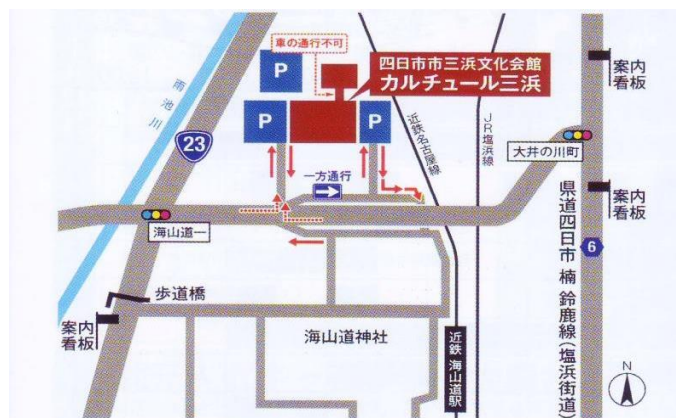 車の通行不可
四日市市三浜文化会館
カルチュール三浜
P
P
P
雨池川
23
一方通行
海山道一
近鉄名古屋線
JR塩浜線
大井の川町
案内
看板
案内
看板
県道四日市 楠 鈴鹿線(塩浜街道)
6
歩道橋
案内
看板
海山道神社
近鉄 海山道駅
N